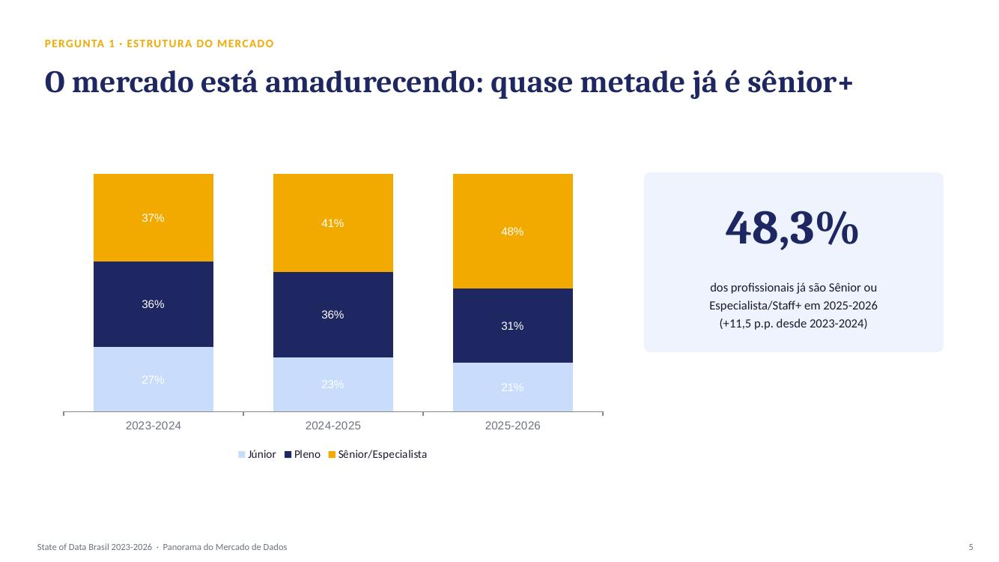 PERGUNTA 1 · ESTRUTURA DO MERCADO
O mercado está amadurecendo: quase metade já é sênior+
37%
41%
48%
36%
36%
31%
27%
23%
21%
2023-2024
2024-2025
2025-2026
Júnior
Pleno
Sênior/Especialista
48,3%
dos profissionais já são Sênior ou
Especialista/Staff+ em 2025-2026
(+11,5 p.p. desde 2023-2024)
State of Data Brasil 2023-2026 · Panorama do Mercado de Dados
5